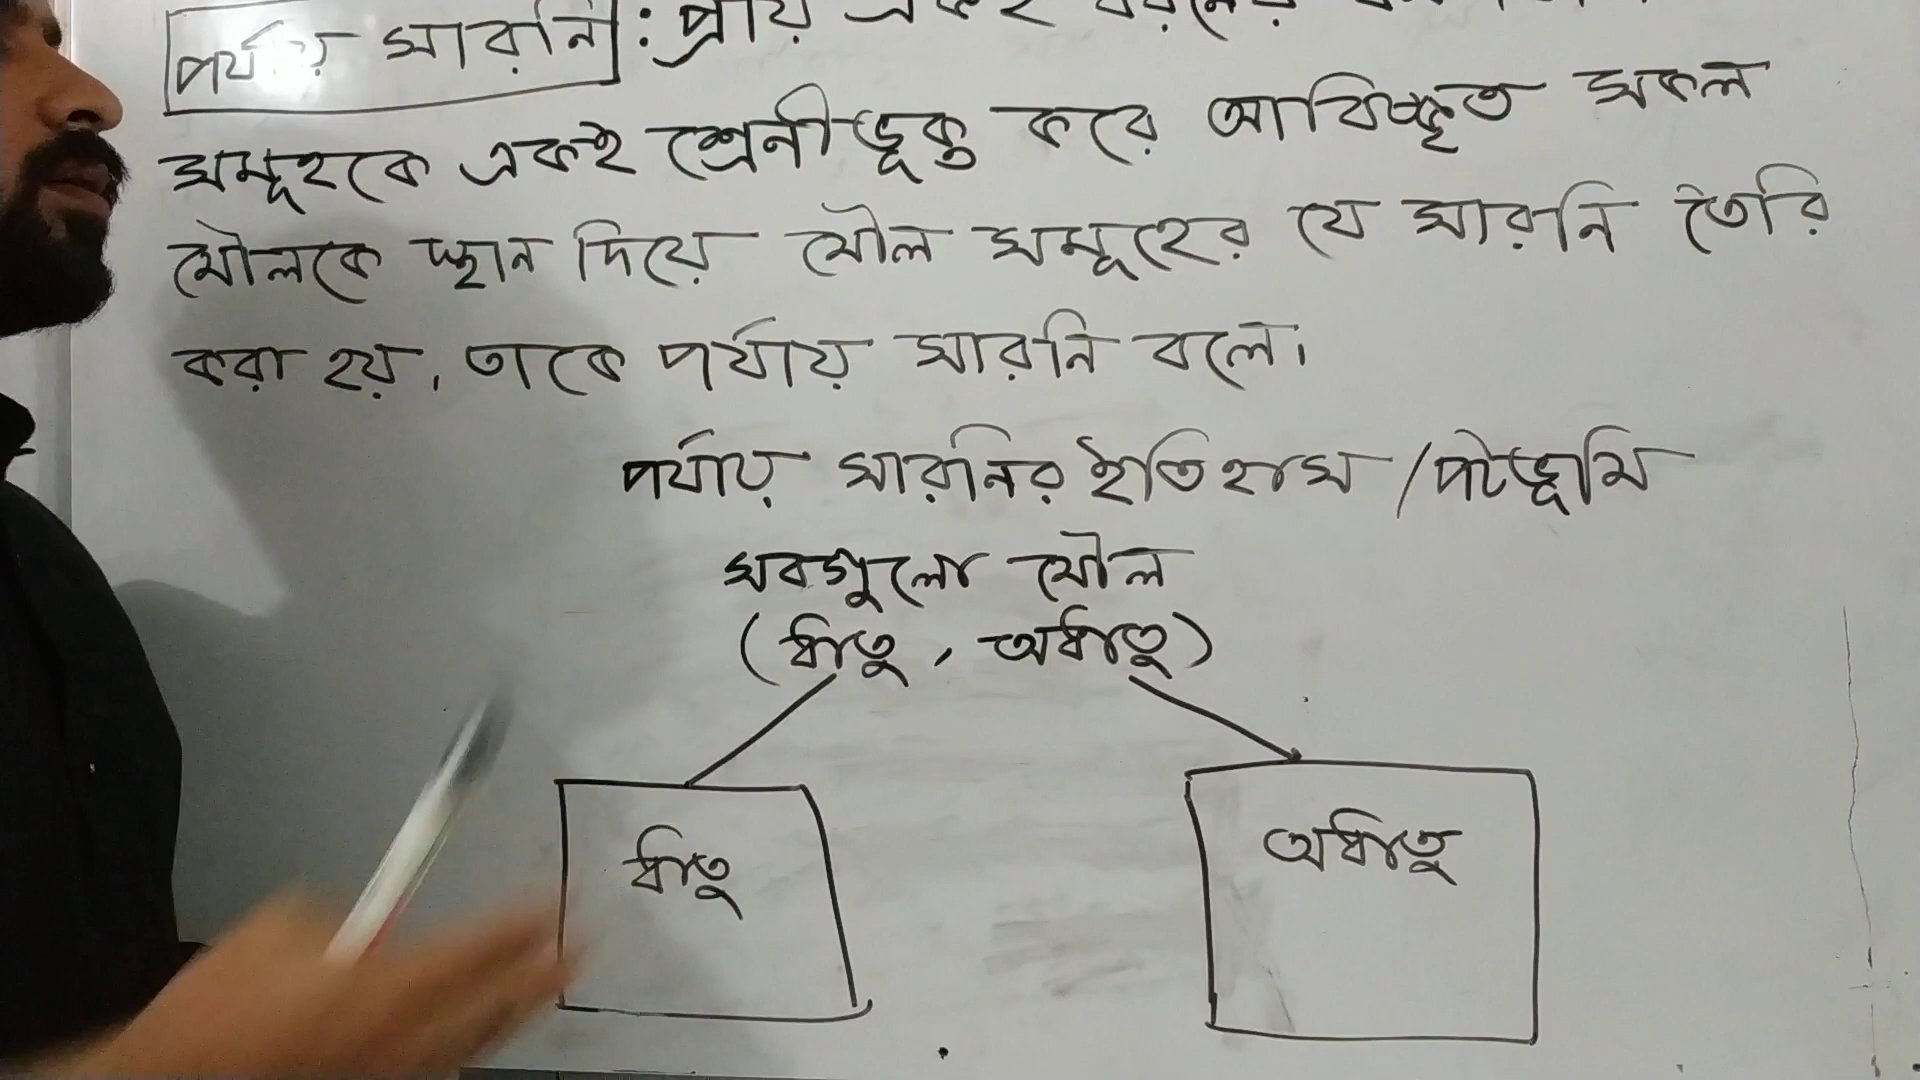 পর্যায় সারনি : প্রায় একই
সমূহকে একই শ্রেনীভূক্ত করে আবিষ্কৃত সকল
মৌলকে স্থান দিয়ে মৌল সমূহের যে সারনি তৈরি
করা হয়, তাকে পর্যায় সারনি বলে।
পর্যায় সারনির ইতিহাস / পটভূমি
সবগুলো মৌল
(ধাতু, অধাতু)
ধাতু
অধাতু